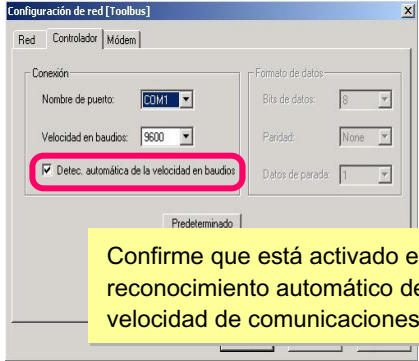 Configuración de red [Toolbus]
Red Controlador Módem
Conexión
Formato de datos
Nombre de puerto: COM1
Bits de datos: 8
Velocidad en baudios: 9600
Paridad: None
Detec. automática de la velocidad en baudios
Datos de parada: 1
Predeterminado
Confirme que está activado e
reconocimiento automático de
velocidad de comunicaciones